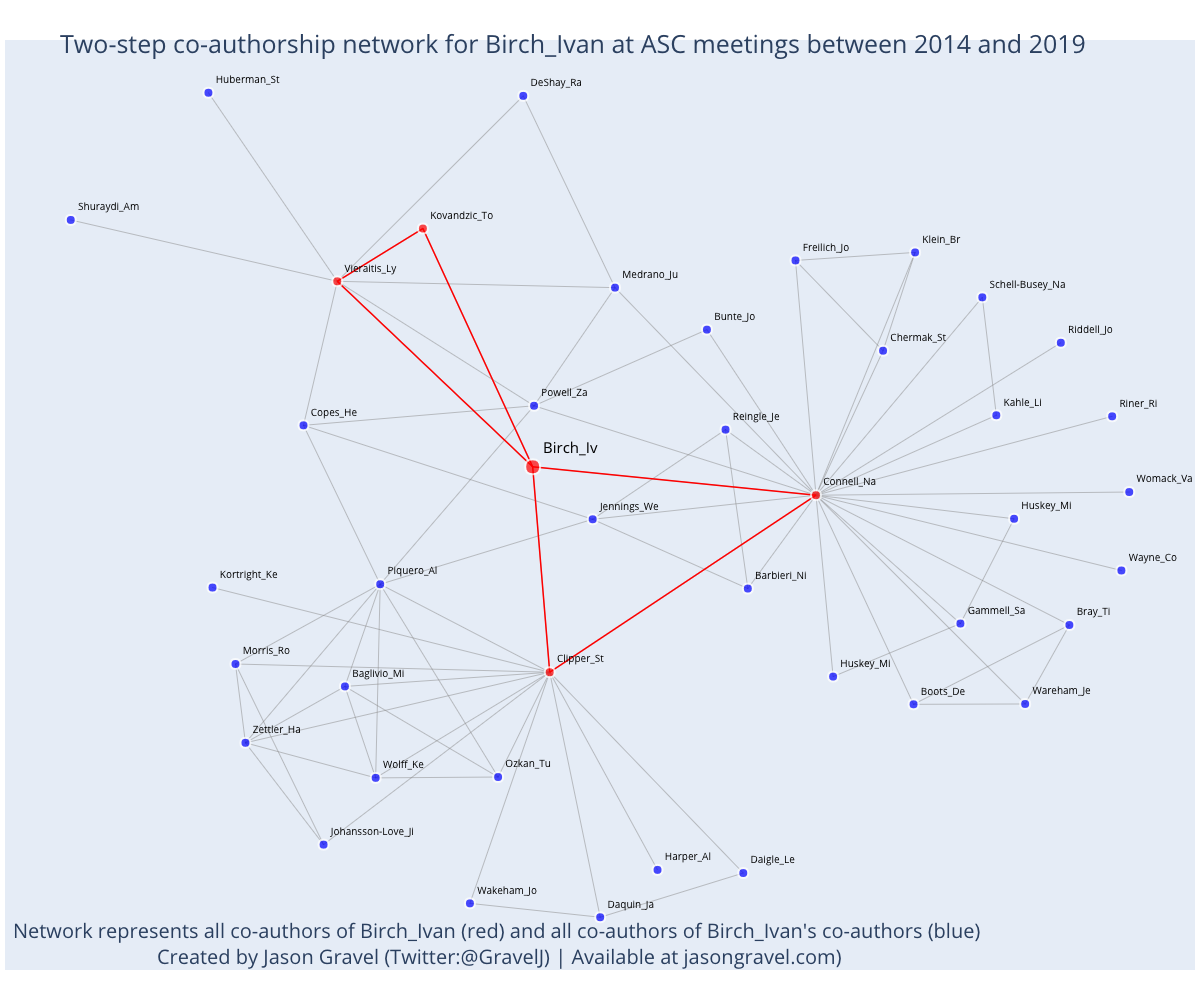 Two-step co-authorship network for Birch_Ivan at ASC meetings between 2014 and 2019
Huberman_St
DeShay_Ra
Shuraydi_Am
Kovandzic_To
Vieraitis_Ly
Medrano_Ju
Freilich_Jo
Klein_Br
Schell-Busey_Na
Bunte_Jo
Chermak_St
Riddell_Jo
Powell_Za
Copes_He
Reingle_Je
Kahle_Li
Riner_Ri
Birch_Iv
Connell_Na
Womack_Va
Jennings_We
Huskey_Mi
Wayne_Co
Piquero_Al
Kortright_Ke
Barbieri_Ni
Gammell_Sa
Bray_Ti
Morris_Ro
Clipper_St
Baglivio_Mi
Huskey_Mi
Boots_De
Wareham_Je
Zettler_Ha
Wolff_Ke
Ozkan_Tu
Johansson-Love_Ji
Harper_Al
Daigle_Le
Wakeham_Jo
Daquin_Ja
Network represents all co-authors of Birch_Ivan (red) and all co-authors of Birch_Ivan's co-authors (blue)
Created by Jason Gravel (Twitter:@GravelJ) | Available at jasongravel.com)